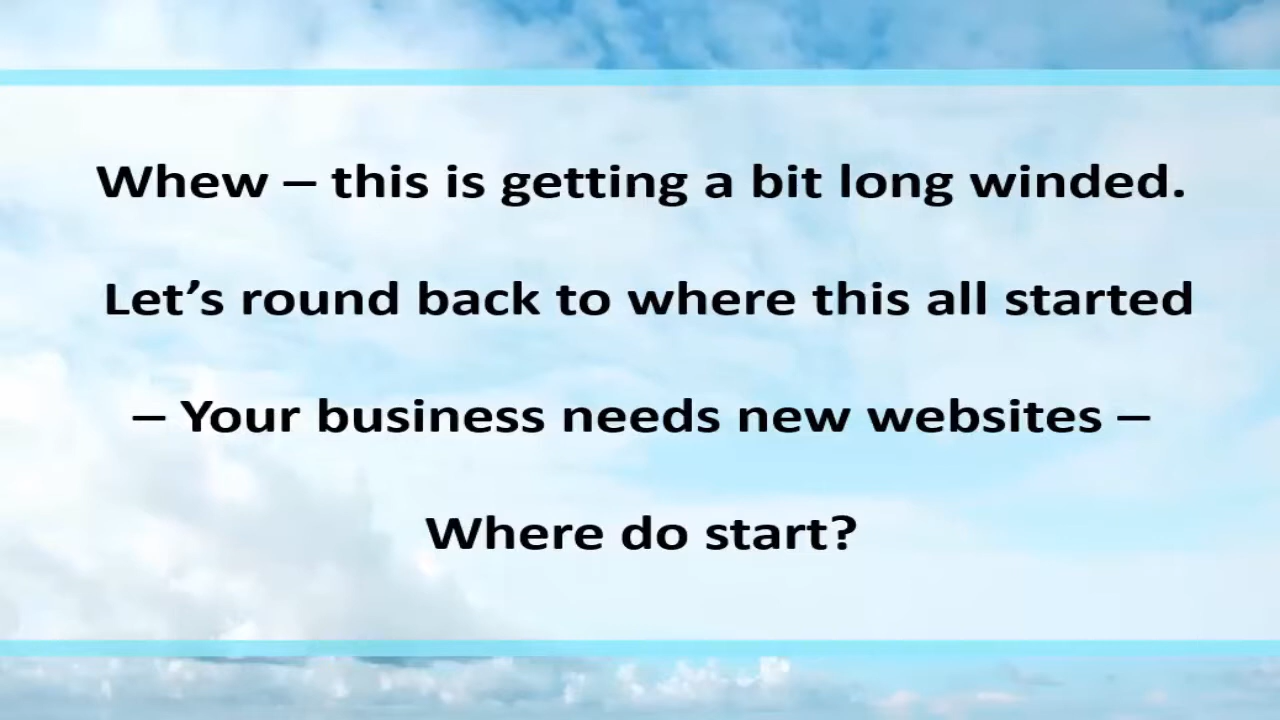 Whew – this is getting a bit long winded.
Let’s round back to where this all started
– Your business needs new websites –
Where do start?